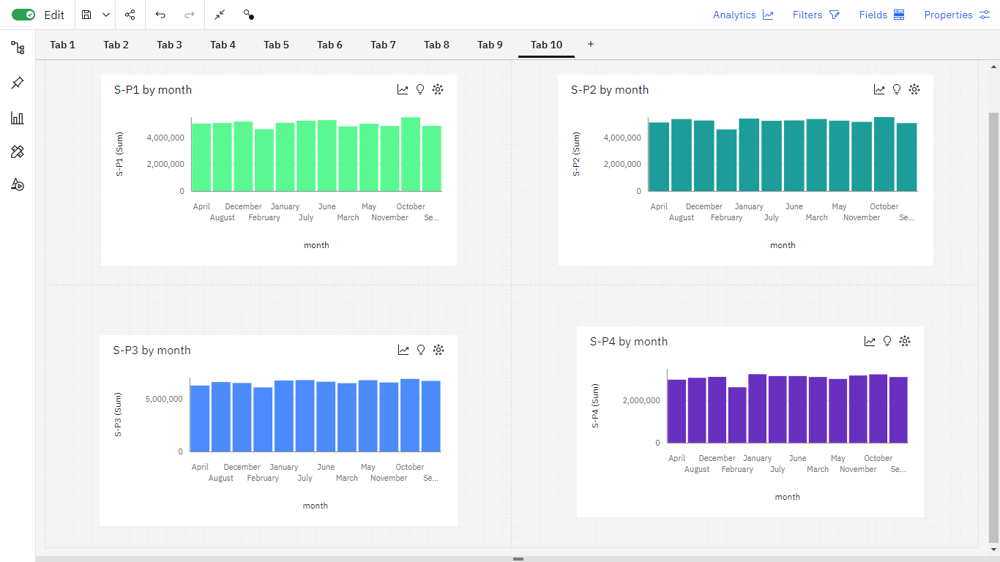 Edit Analytics Filters Fields Properties
Tab 1 Tab 2 Tab 3 Tab 4 Tab 5 Tab 6 Tab 7 Tab 8 Tab 9 Tab 10 +
S-P1 by month
S-P1 (Sum)
4,000,000
2,000,000
0
April December January June May October
August February July March November Se...
month
S-P2 by month
S-P2 (Sum)
4,000,000
2,000,000
0
April December January June May October
August February July March November Se...
month
S-P3 by month
S-P3 (Sum)
5,000,000
0
April December January June May October
August February July March November Se...
month
S-P4 by month
S-P4 (Sum)
2,000,000
0
April December January June May October
August February July March November Se...
month